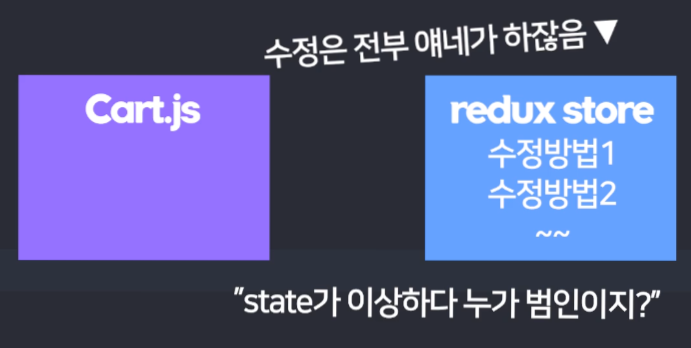 수정은 전부 얘네가 하잖음 ▼
Cart.js
redux store
수정방법1
수정방법2
~~
"state가 이상하다 누가 범인이지?"